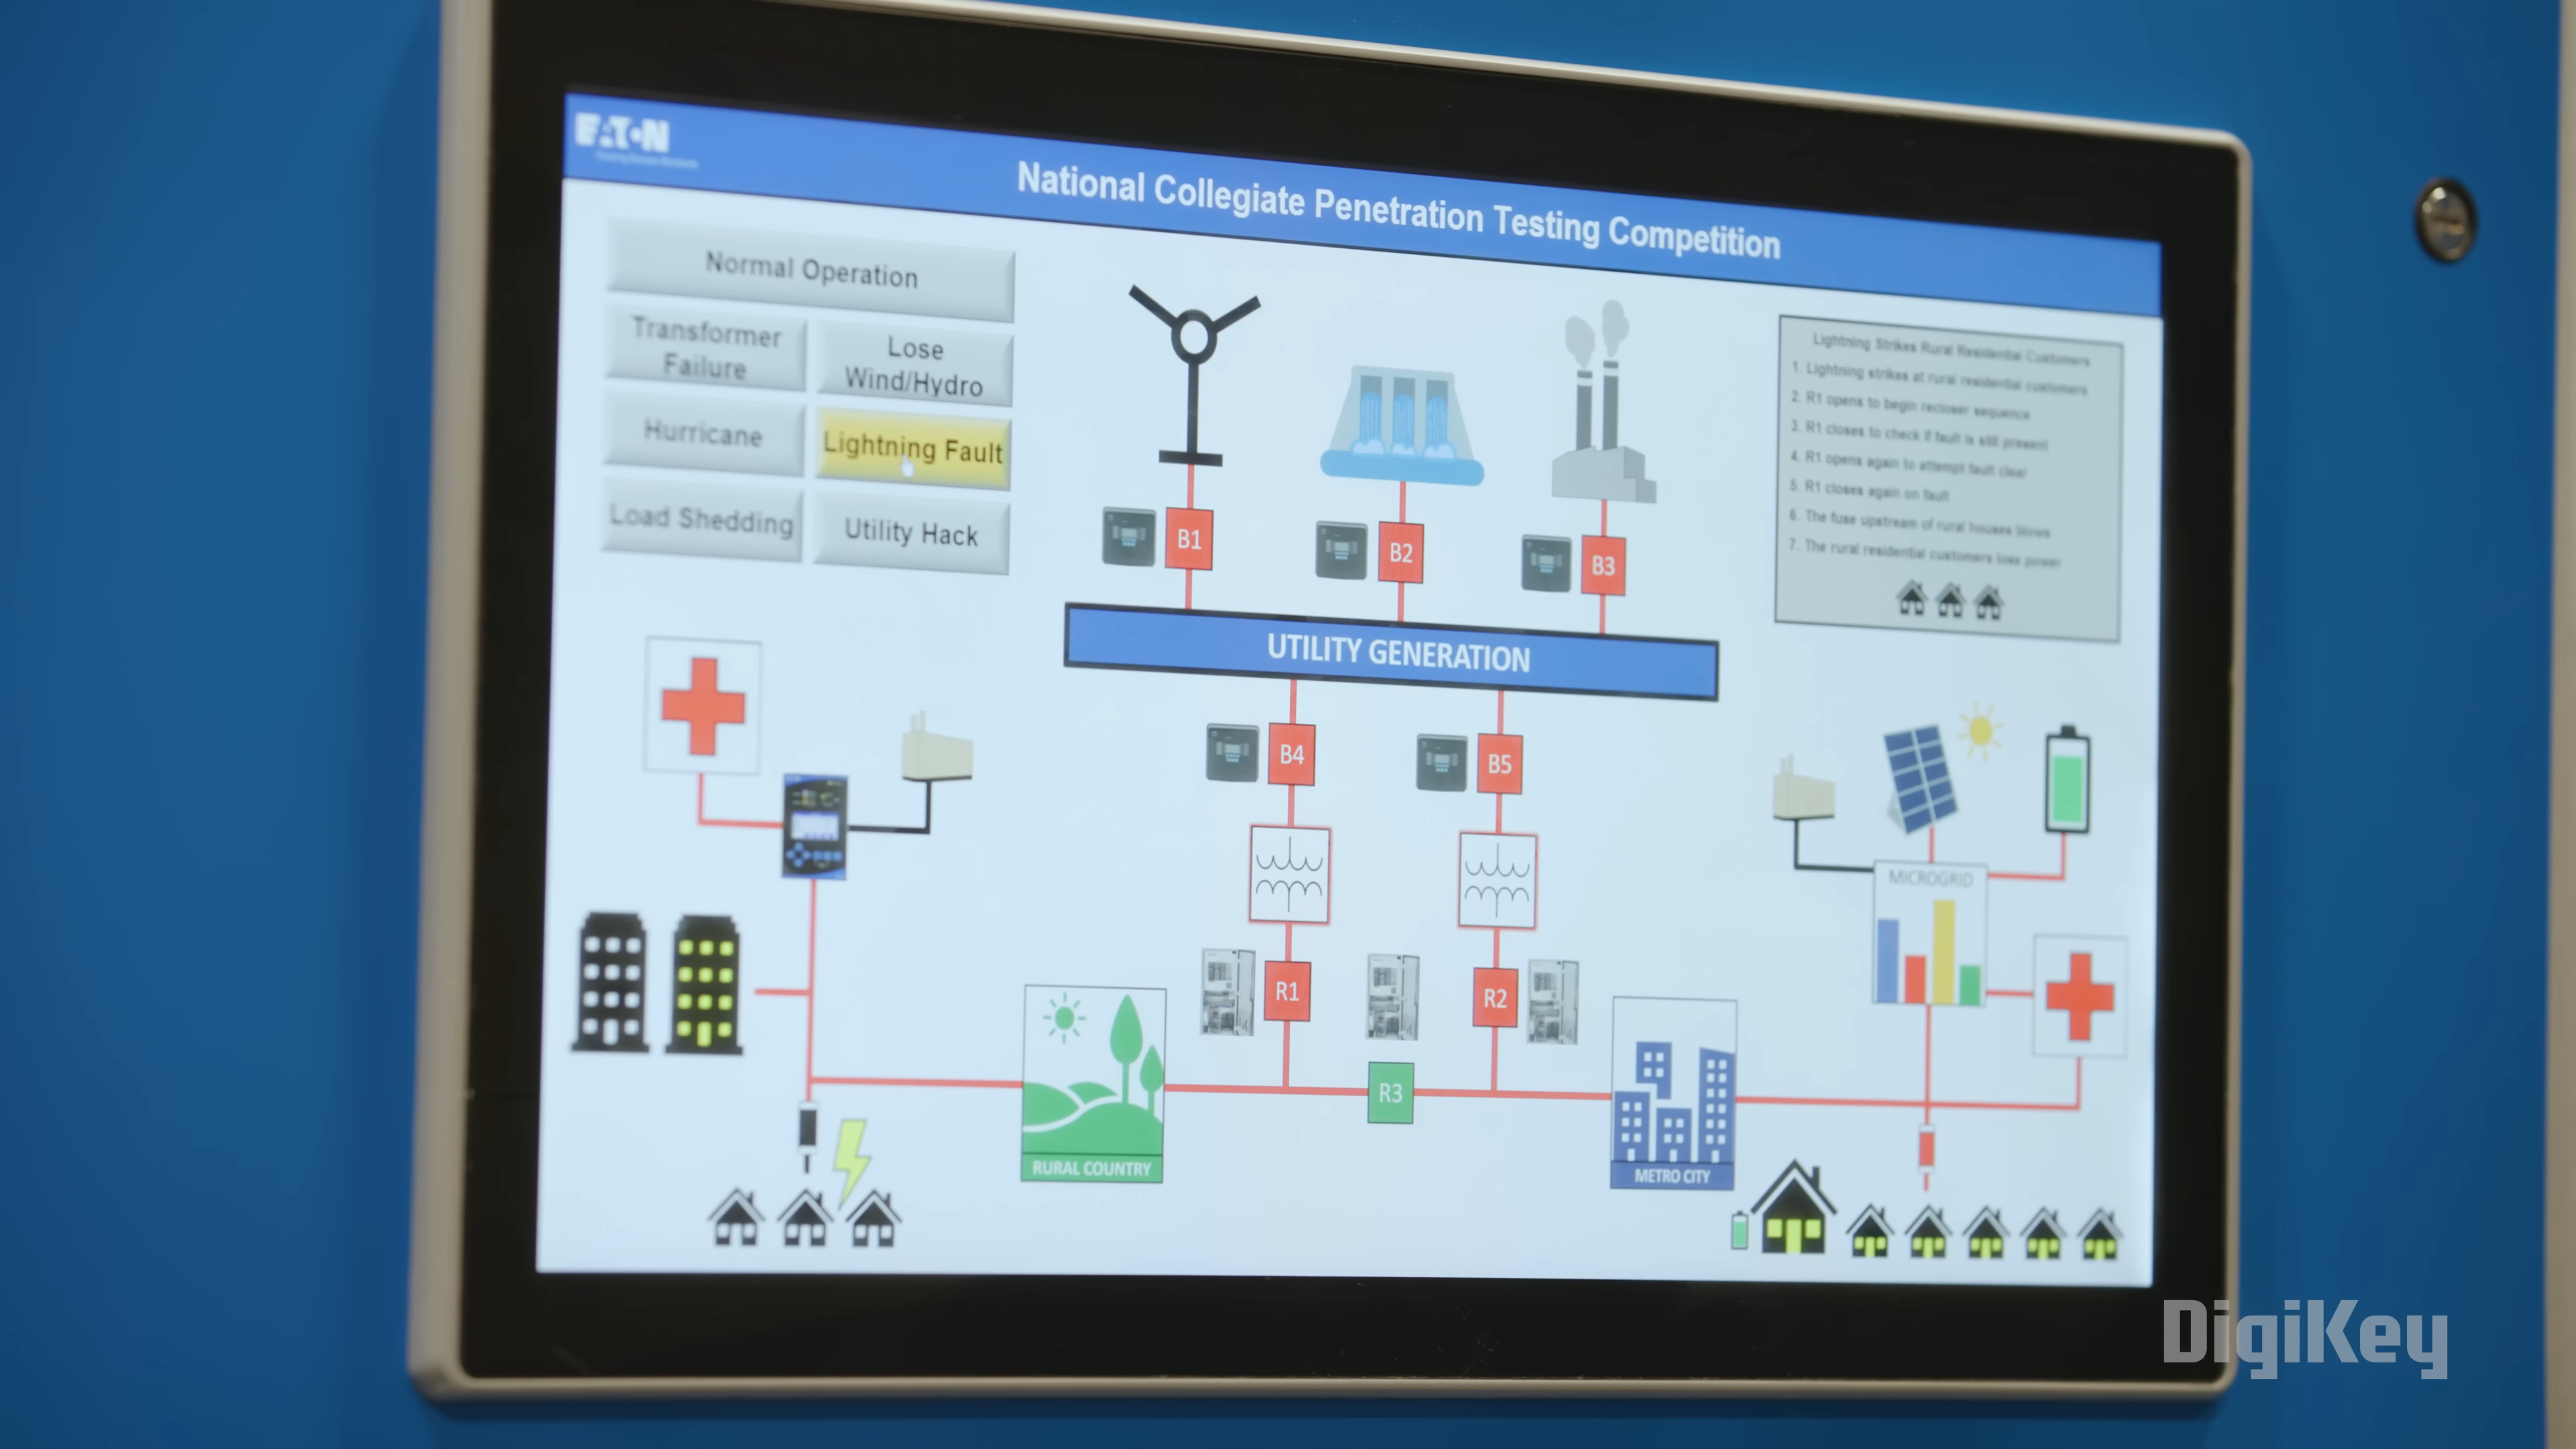 EATON
National Collegiate Penetration Testing Competition
Normal Operation
Transformer
Failure
Lose
Wind/Hydro
Hurricane
Lightning Fault
Load Shedding
Utility Hack
Lightning Strikes Rural Residential Customers
1. Lightning strikes at rural residential customers
2. R1 opens to begin recloser sequence
3. R1 closes to check if fault is still present
4. R1 opens again to attempt fault clear
5. R1 closes again on fault
6. The fuse upstream of rural houses blows
7. The rural residential customers lose power
B1
B2
B3
UTILITY GENERATION
B4
B5
MICROGRID
R1
R2
R3
RURAL COUNTRY
METRO CITY
DigiKey